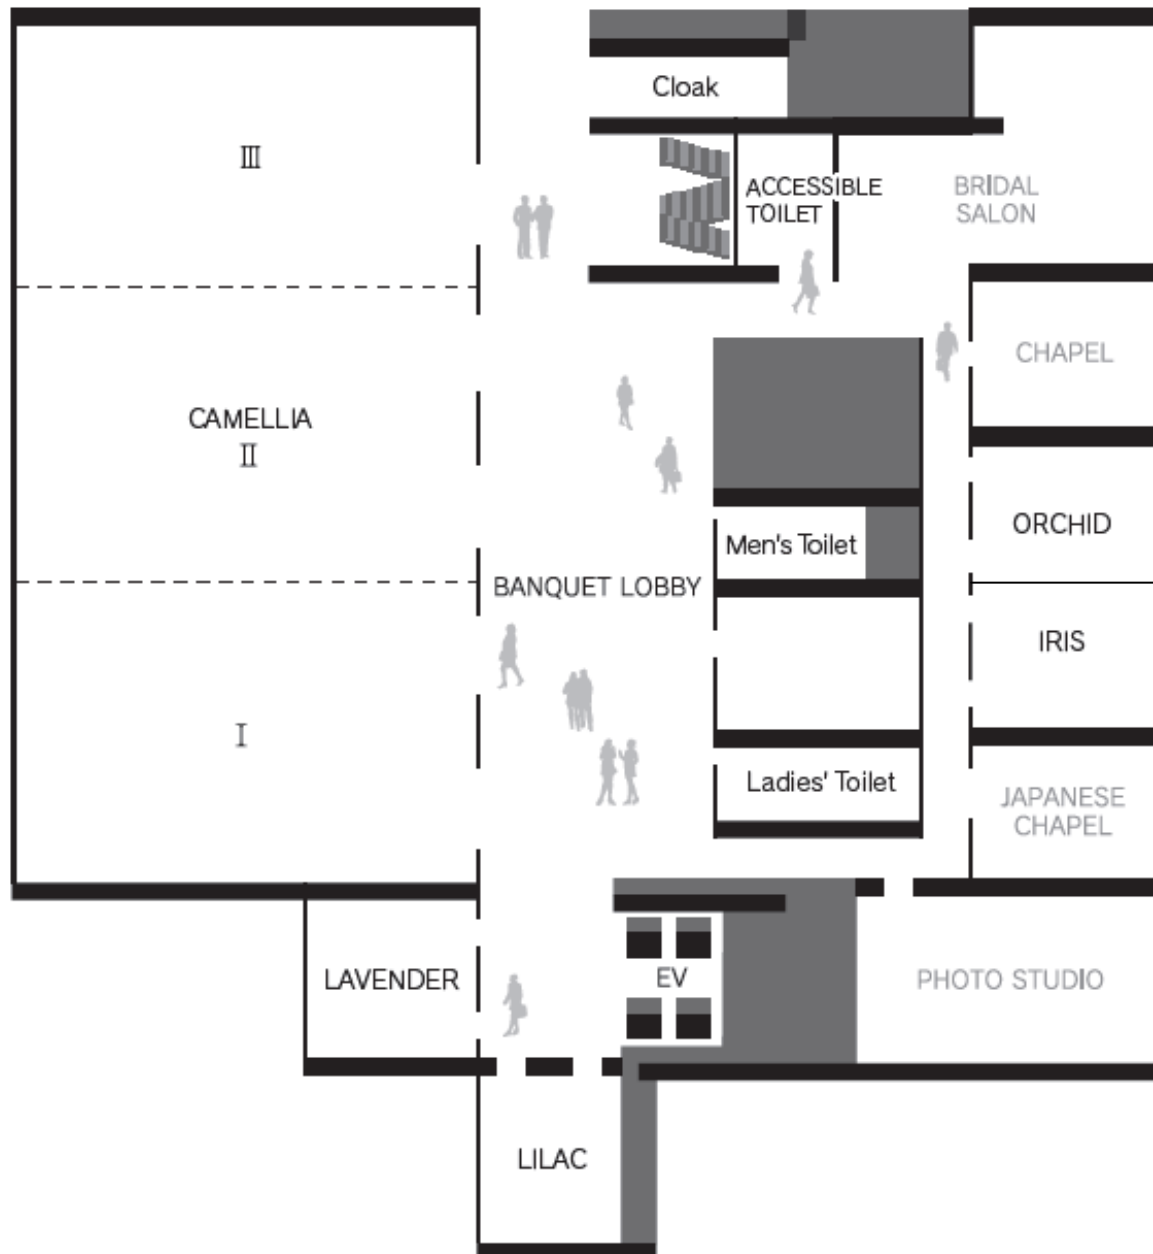 Cloak
Ⅲ
ACCESSIBLE
TOILET
BRIDAL
SALON
CHAPEL
CAMELLIA
Ⅱ
ORCHID
Men's Toilet
BANQUET LOBBY
IRIS
Ⅰ
Ladies' Toilet
JAPANESE
CHAPEL
LAVENDER
EV
PHOTO STUDIO
LILAC